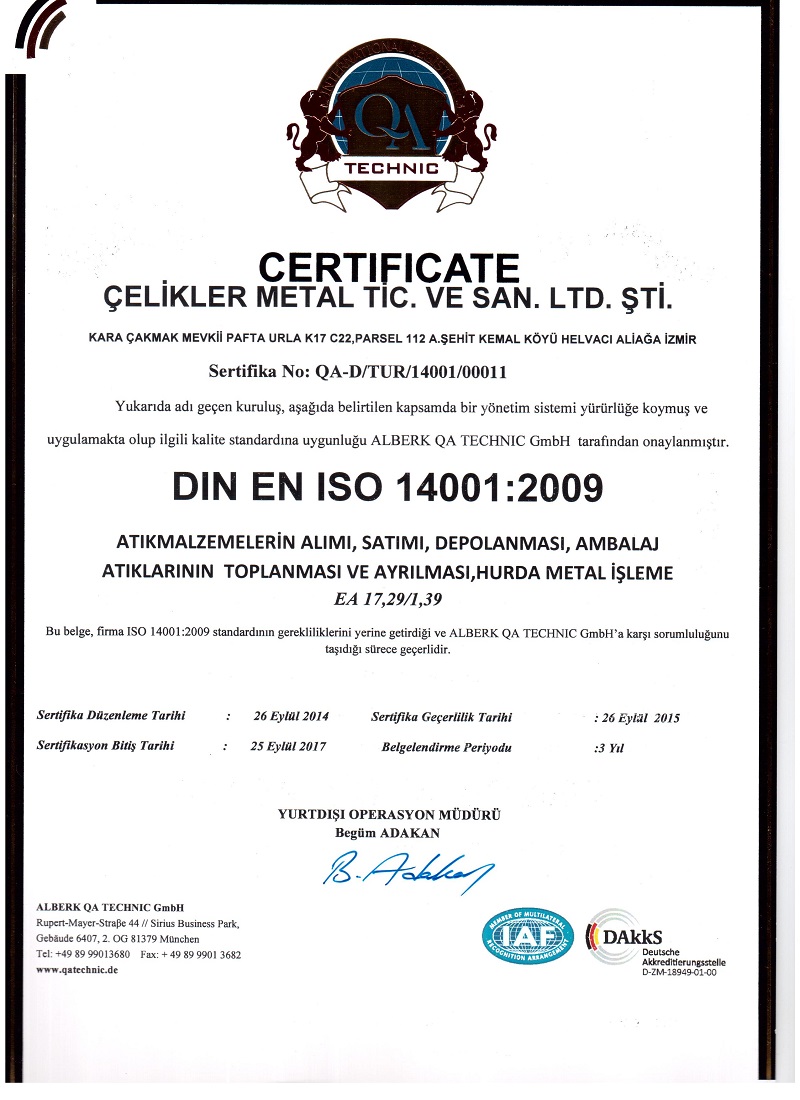 INTERNATIONAL
QA
TECHNIC
CERTIFICATE
ÇELİKLER METAL TİC. VE SAN. LTD. ŞTİ.
KARA ÇAKMAK MEVKİİ PAFTA URLA K17 C22,PARSEL 112 A.ŞEHİT KEMAL KÖYÜ HELVACI ALİAĞA İZMİR
Sertifika No: QA-D/TUR/14001/00011
Yukarıda adı geçen kuruluş, aşağıda belirtilen kapsamda bir yönetim sistemi yürürlüğe koymuş ve
uygulamakta olup ilgili kalite standardına uygunluğu ALBERK QA TECHNIC GmbH tarafından onaylanmıştır.
DIN EN ISO 14001:2009
ATIKMALZEMELERİN ALIMI, SATIMI, DEPOLANMASI, AMBALAJ
ATIKLARININ TOPLANMASI VE AYRILMASI,HURDA METAL İŞLEME
EA 17,29/1,39
Bu belge, firma ISO 14001:2009 standardının gerekliliklerini yerine getirdiği ve ALBERK QA TECHNIC GmbH'a karşı sorumluluğunu
taşıdığı sürece geçerlidir.
Sertifika Düzenleme Tarihi : 26 Eylül 2014 Sertifika Geçerlilik Tarihi : 26 Eylül 2015
Sertifikasyon Bitiş Tarihi : 25 Eylül 2017 Belgelendirme Periyodu :3 Yıl
YURTDIŞI OPERASYON MÜDÜRÜ
Begüm ADAKAN
B. Adakan
ALBERK QA TECHNIC GmbH
Rupert-Mayer-Straße 44 // Sirius Business Park,
Gebäude 6407, 2. OG 81379 München
Tel: +49 89 99013680 Fax: + 49 89 9901 3682
www.qatechnic.de
MEMBER OF MULTILATERAL
IAF
RECOGNITION ARRANGEMENT
DAkkS
Deutsche
Akkreditierungsstelle
D-ZM-18949-01-00